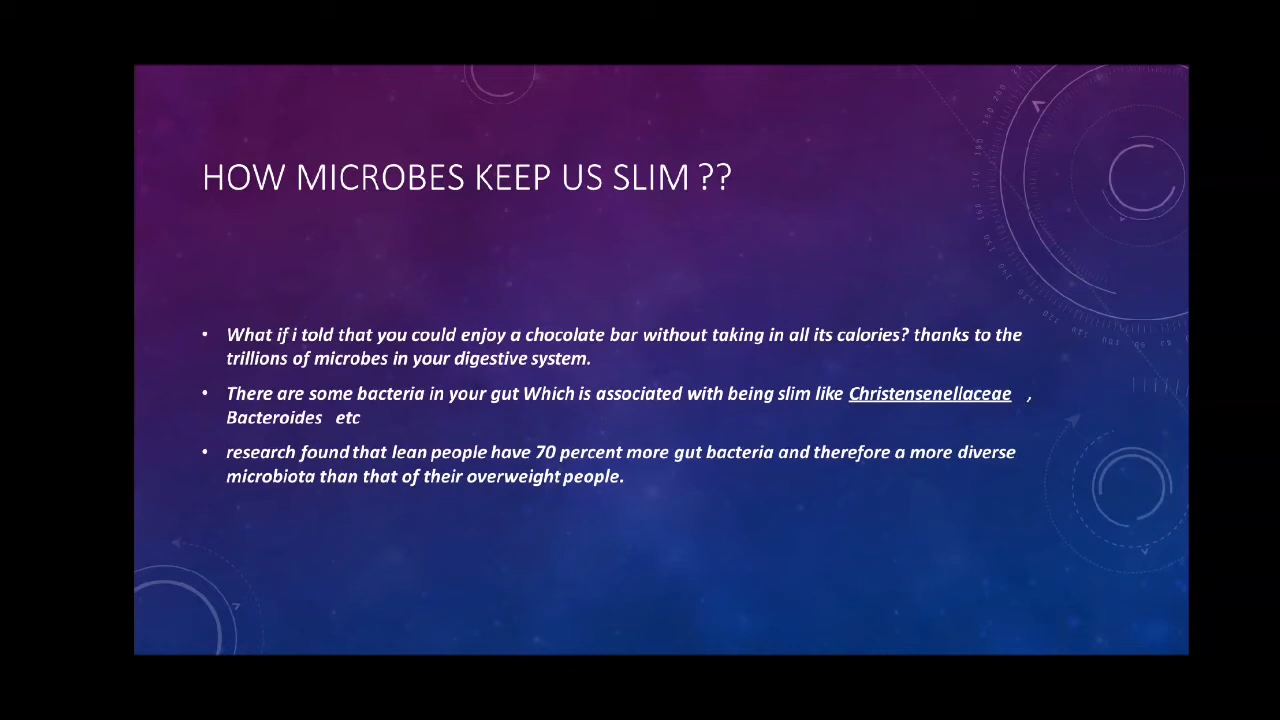 HOW MICROBES KEEP US SLIM ??
• What if i told that you could enjoy a chocolate bar without taking in all its calories? thanks to the
trillions of microbes in your digestive system.
• There are some bacteria in your gut Which is associated with being slim like Christensenellaceae ,
Bacteroides etc
• research found that lean people have 70 percent more gut bacteria and therefore a more diverse
microbiota than that of their overweight people.